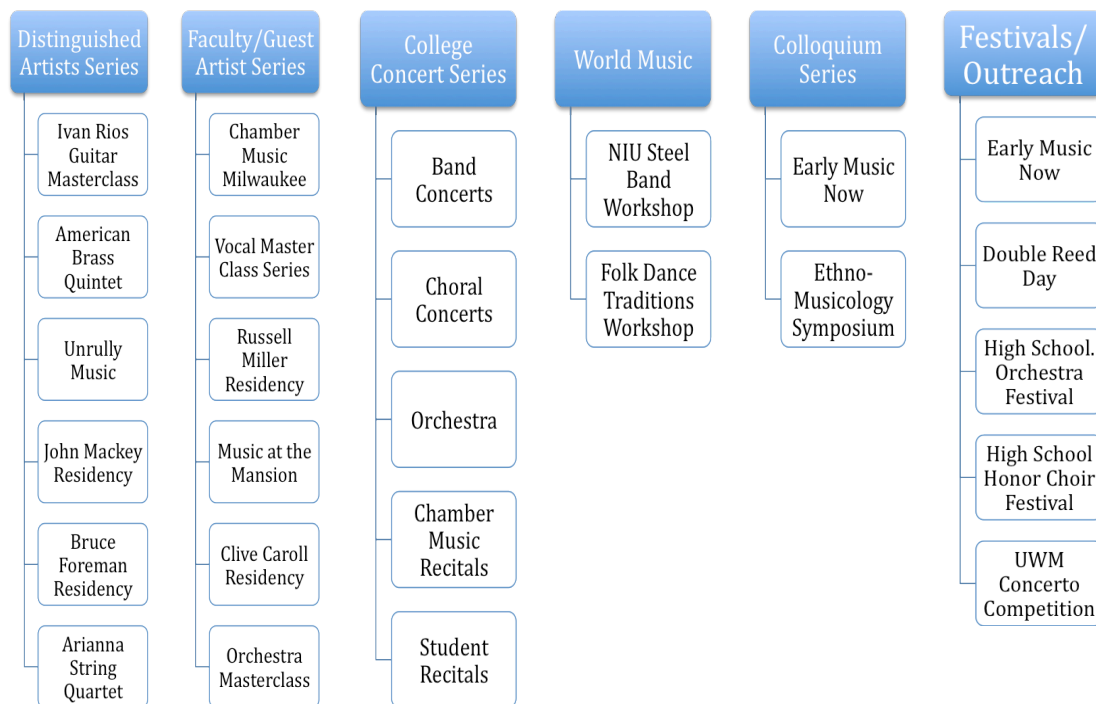 Distinguished
Artists Series
Ivan Rios
Guitar
Masterclass
American
Brass
Quintet
Unrully
Music
John Mackey
Residency
Bruce
Foreman
Residency
Arianna
String
Quartet
Faculty/Guest
Artist Series
Chamber
Music
Milwaukee
Vocal Master
Class Series
Russell
Miller
Residency
Music at the
Mansion
Clive Caroll
Residency
Orchestra
Masterclass
College
Concert Series
Band
Concerts
Choral
Concerts
Orchestra
Chamber
Music
Recitals
Student
Recitals
World Music
NIU Steel
Band
Workshop
Folk Dance
Traditions
Workshop
Colloquium
Series
Early Music
Now
Ethno-
Musicology
Symposium
Festivals/
Outreach
Early Music
Now
Double Reed
Day
High School.
Orchestra
Festival
High School
Honor Choir
Festival
UWM
Concerto
Competition